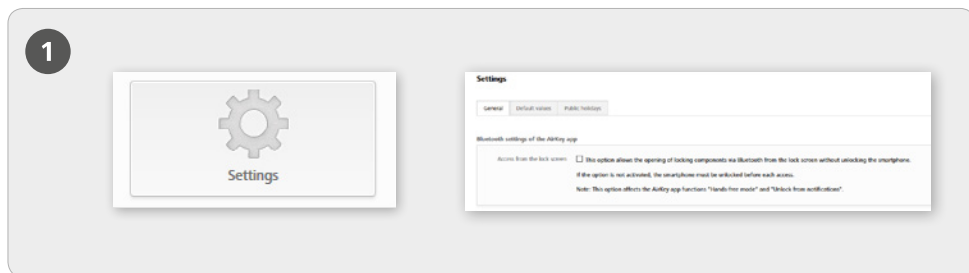 1
Settings
Settings
General Default values Public holidays
Bluetooth settings of the AirKey app
Access from the lock screen This option allows the opening of locking components via Bluetooth from the lock screen without unlocking the smartphone.
If the option is not activated, the smartphone must be unlocked before each access.
Note: This option affects the AirKey app functions "Hands-free mode" and "Unlock from notifications".